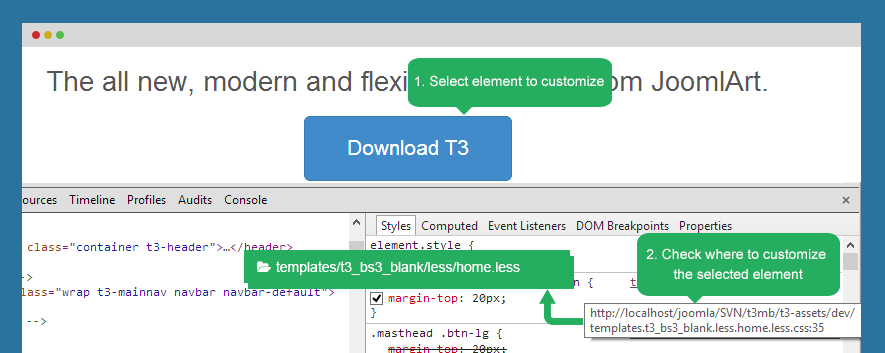 The all new, modern and flexi om JoomlArt.
1. Select element to customize
Download T3
ources Timeline Profiles Audits Console ×
Styles Computed Event Listeners DOM Breakpoints Properties
class="container t3-header">…</header>
element.style {
-->
templates/t3_bs3_blank/less/home.less
n {
2. Check where to customize
the selected element
lass="wrap t3-mainnav navbar navbar-default">
margin-top: 20px;
}
http://localhost/joomla/SVN/t3mb/t3-assets/dev/
templates.t3_bs3_blank.less.home.less.css:35
-->
.masthead .btn-lg {
margin-top: 30px;